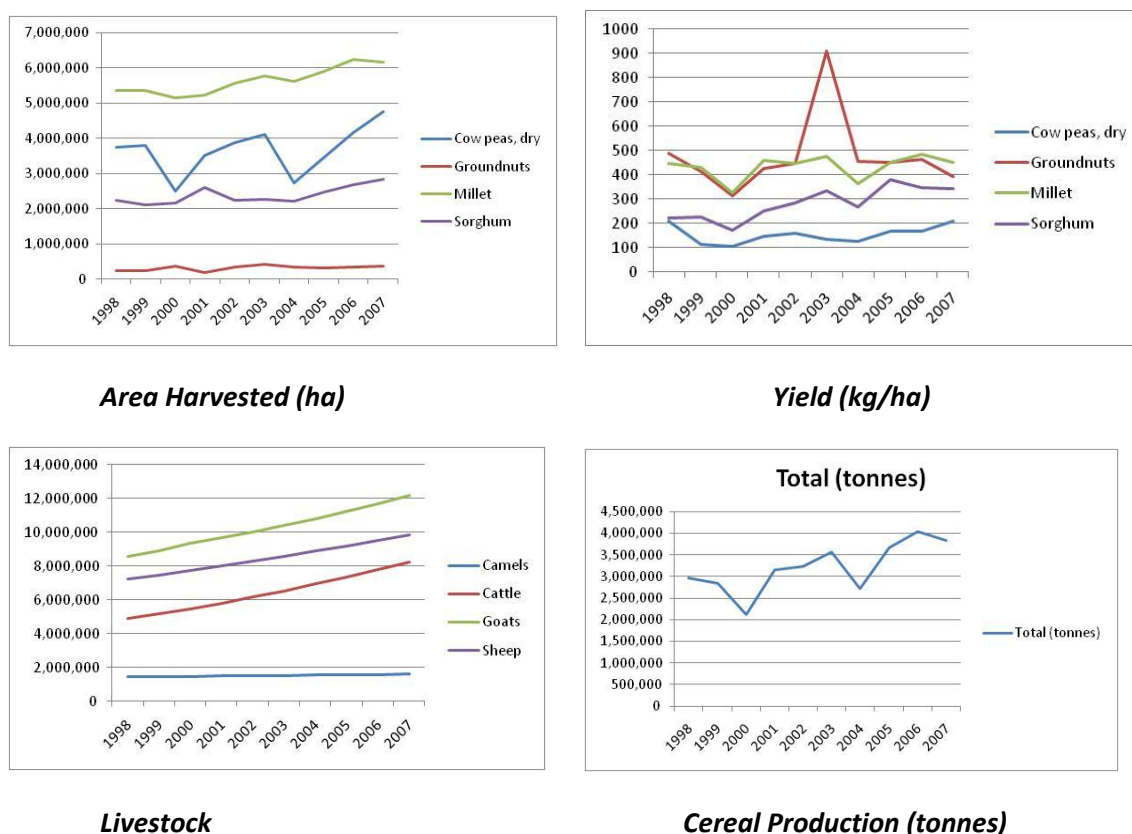 7,000,000
6,000,000
5,000,000
4,000,000
3,000,000
2,000,000
1,000,000
0
1998 1999 2000 2001 2002 2003 2004 2005 2006 2007
Cow peas, dry
Groundnuts
Millet
Sorghum
Area Harvested (ha)
1000
900
800
700
600
500
400
300
200
100
0
1998 1999 2000 2001 2002 2003 2004 2005 2006 2007
Cow peas, dry
Groundnuts
Millet
Sorghum
Yield (kg/ha)
14,000,000
12,000,000
10,000,000
8,000,000
6,000,000
4,000,000
2,000,000
0
1998 1999 2000 2001 2002 2003 2004 2005 2006 2007
Camels
Cattle
Goats
Sheep
Livestock
Total (tonnes)
4,500,000
4,000,000
3,500,000
3,000,000
2,500,000
2,000,000
1,500,000
1,000,000
500,000
0
1998 1999 2000 2001 2002 2003 2004 2005 2006 2007
Total (tonnes)
Cereal Production (tonnes)